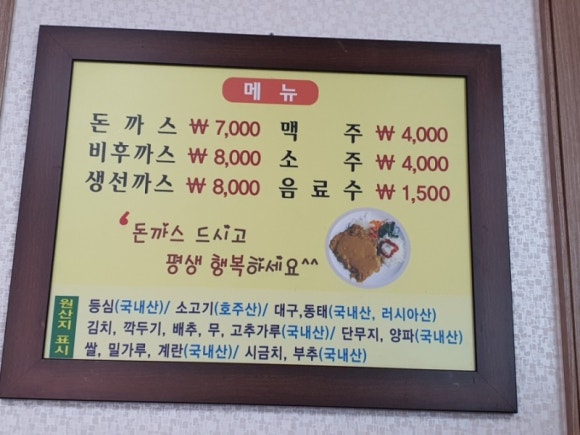 메 뉴
돈 까 스 ₩ 7,000 맥 주 ₩ 4,000
비후까스 ₩ 8,000 소 주 ₩ 4,000
생선까스 ₩ 8,000 음료수 ₩ 1,500
‘돈까스 드시고
평생 행복하세요^^
원산지 표시
등심(국내산)/ 소고기(호주산)/ 대구,동태(국내산, 러시아산)
김치, 깍두기, 배추, 무, 고추가루(국내산)/ 단무지, 양파(국내산)
쌀, 밀가루, 계란(국내산)/ 시금치, 부추(국내산)